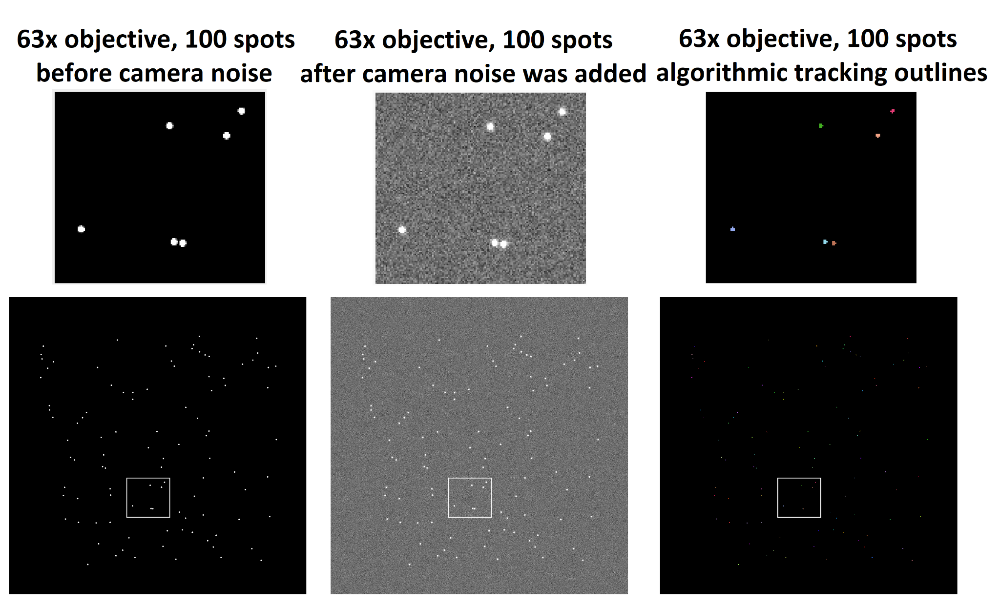 63x objective, 100 spots
before camera noise
63x objective, 100 spots
after camera noise was added
63x objective, 100 spots
algorithmic tracking outlines